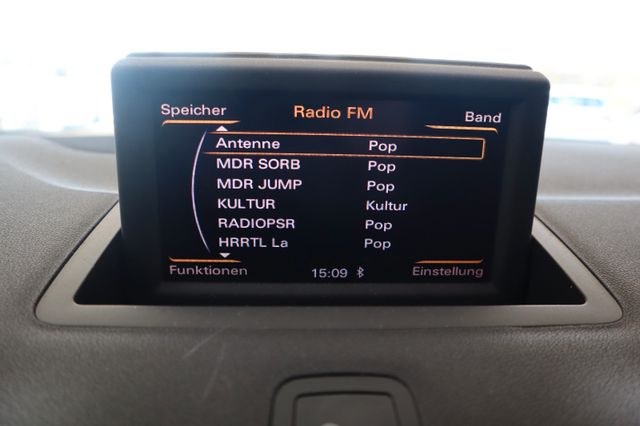 Speicher Radio FM Band
Antenne Pop
MDR SORB Pop
MDR JUMP Pop
KULTUR Kultur
RADIOPSR Pop
HRRTL La Pop
Funktionen 15:09 Einstellung